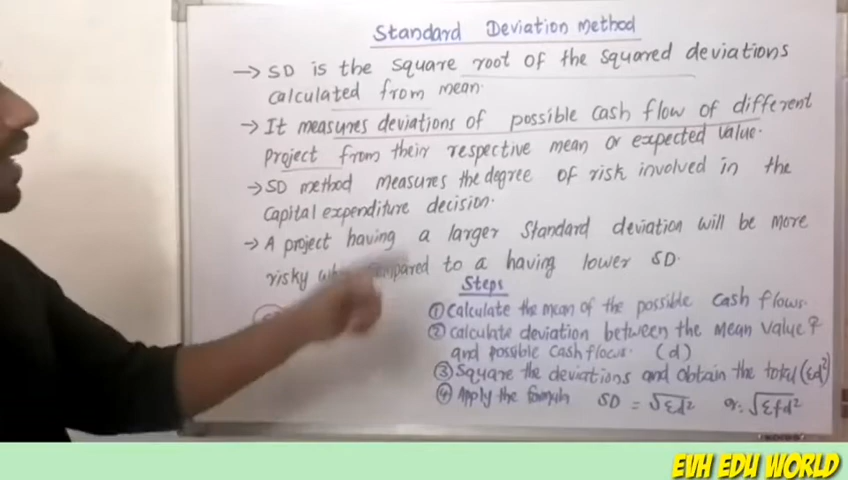 Standard Deviation Method
→ SD is the square root of the squared deviations
calculated from mean.
→ It measures deviations of possible cash flow of different
Project from their respective mean or expected value.
→ SD method measures the degree of risk involved in the
Capital expenditure decision.
→ A project having a larger Standard deviation will be more
risky compared to a having lower SD.
Steps
① Calculate the mean of the possible cash flows.
② Calculate deviation between the mean value &
and possible cash flows. (d)
③ Square the deviations and obtain the total (Σd²)
④ Apply the formula SD = √Σd² or √Σfd²
EVH EDU WORLD